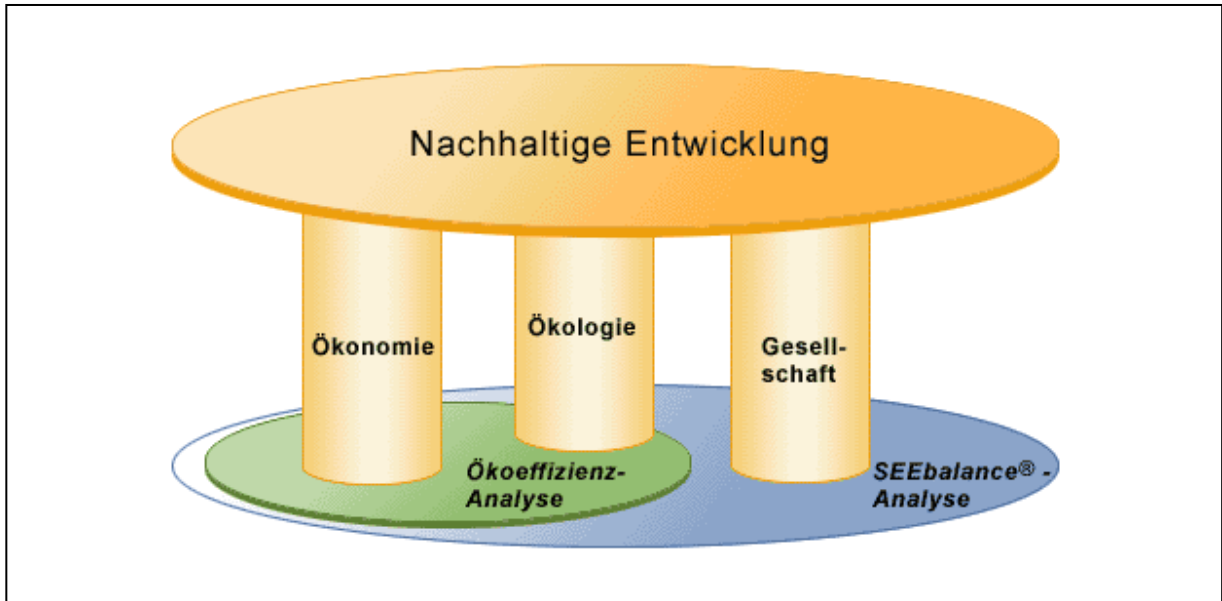 Nachhaltige Entwicklung
Ökonomie
Ökologie
Gesell-
schaft
Ökoeffizienz-
Analyse
SEEbalance® -
Analyse